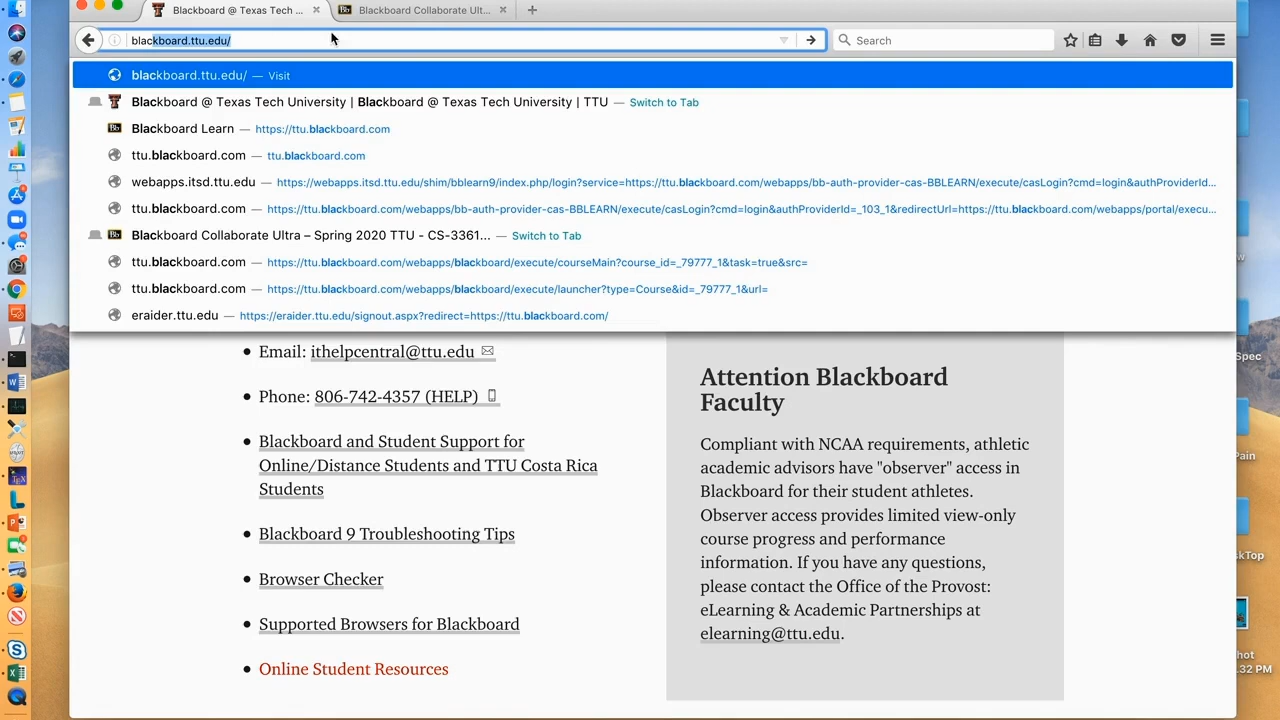 Blackboard @ Texas Tech ...
Blackboard Collaborate Ult...
blackboard.ttu.edu/
Search
blackboard.ttu.edu/ — Visit
Blackboard @ Texas Tech University | Blackboard @ Texas Tech University | TTU — Switch to Tab
Blackboard Learn — https://ttu.blackboard.com
ttu.blackboard.com — ttu.blackboard.com
webapps.itsd.ttu.edu — https://webapps.itsd.ttu.edu/shim/bblearn9/index.php/login?service=https://ttu.blackboard.com/webapps/bb-auth-provider-cas-BBLEARN/execute/casLogin?cmd=login&authProviderId...
ttu.blackboard.com — https://ttu.blackboard.com/webapps/bb-auth-provider-cas-BBLEARN/execute/casLogin?cmd=login&authProviderId=_103_1&redirectUrl=https://ttu.blackboard.com/webapps/portal/execu...
Blackboard Collaborate Ultra – Spring 2020 TTU - CS-3361... — Switch to Tab
ttu.blackboard.com — https://ttu.blackboard.com/webapps/blackboard/execute/courseMain?course_id=_79777_1&task=true&src=
ttu.blackboard.com — https://ttu.blackboard.com/webapps/blackboard/execute/launcher?type=Course&id=_79777_1&url=
eraider.ttu.edu — https://eraider.ttu.edu/signout.aspx?redirect=https://ttu.blackboard.com/
• Email: ithelpcentral@ttu.edu
• Phone: 806-742-4357 (HELP)
• Blackboard and Student Support for
Online/Distance Students and TTU Costa Rica
Students
• Blackboard 9 Troubleshooting Tips
• Browser Checker
• Supported Browsers for Blackboard
• Online Student Resources
Attention Blackboard
Faculty
Compliant with NCAA requirements, athletic
academic advisors have "observer" access in
Blackboard for their student athletes.
Observer access provides limited view-only
course progress and performance
information. If you have any questions,
please contact the Office of the Provost:
eLearning & Academic Partnerships at
elearning@ttu.edu.
Spec
Pain
skTop
hot
.32 PM